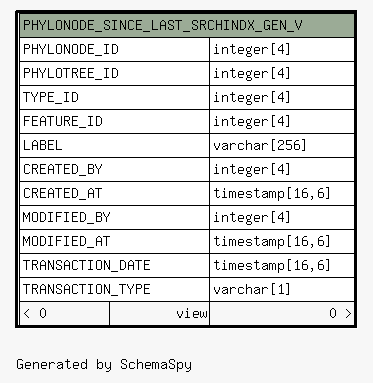 PHYLONODE_SINCE_LAST_SRCHINDX_GEN_V
PHYLONODE_ID integer[4]
PHYLOTREE_ID integer[4]
TYPE_ID integer[4]
FEATURE_ID integer[4]
LABEL varchar[256]
CREATED_BY integer[4]
CREATED_AT timestamp[16,6]
MODIFIED_BY integer[4]
MODIFIED_AT timestamp[16,6]
TRANSACTION_DATE timestamp[16,6]
TRANSACTION_TYPE varchar[1]
< 0 view 0 >
Generated by SchemaSpy